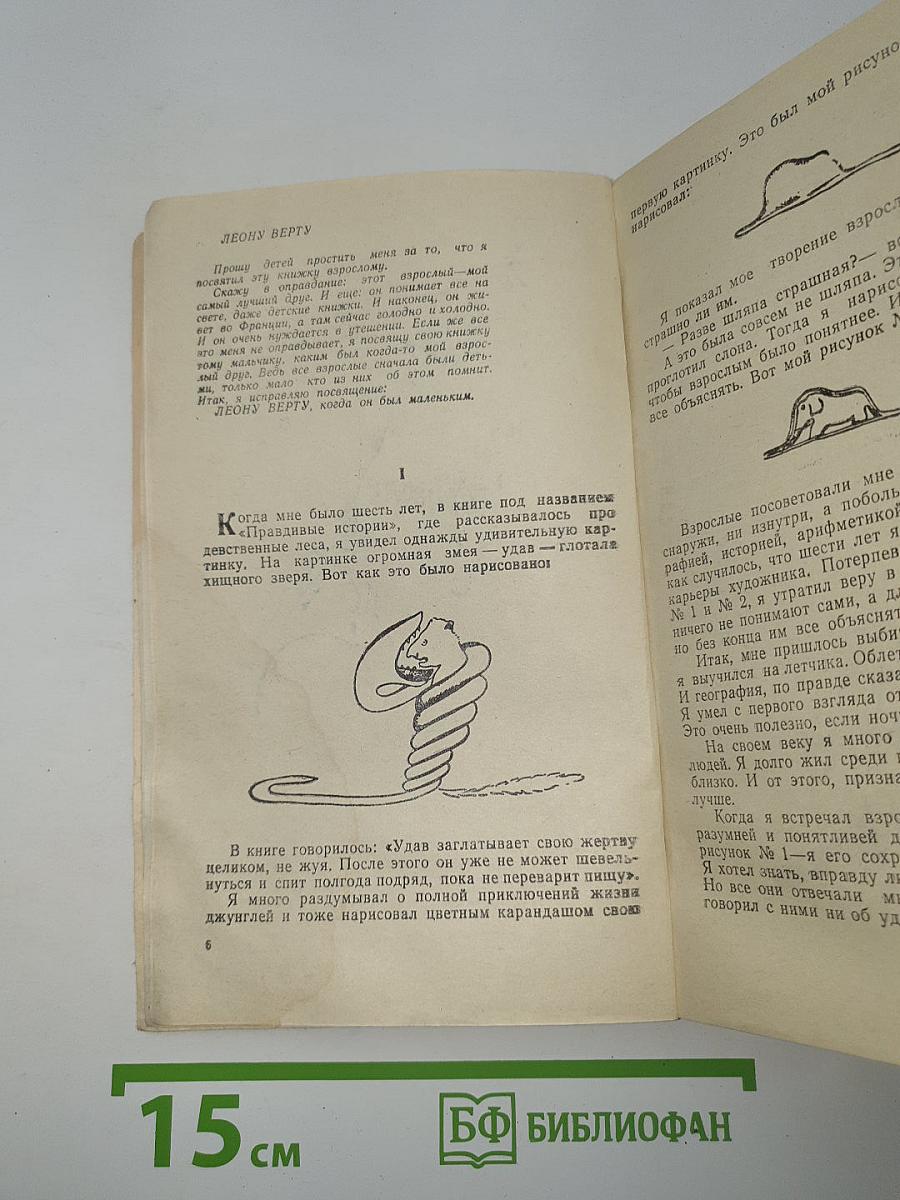 ЛЕОНУ ВЕРТУ
Прошу детей простить меня за то, что я
посвятил эту книжку взрослому.
Скажу в оправдание: этот взрослый—мой
самый лучший друг. И еще: он понимает все на
свете, даже детские книжки. И наконец, он жи-
вет во Франции, а там сейчас голодно и холодно.
И он очень нуждается в утешении. Если же все
это меня не оправдывает, я посвящу свою книжку
тому мальчику, каким был когда-то мой взрос-
лый друг. Ведь все взрослые сначала были деть-
ми, только мало кто из них об этом помнит.
Итак, я исправляю посвящение:
ЛЕОНУ ВЕРТУ, когда он был маленьким.
I
Когда мне было шесть лет, в книге под названием
«Правдивые истории», где рассказывалось про
девственные леса, я увидел однажды удивительную кар-
тинку. На картинке огромная змея — удав — глотала
хищного зверя. Вот как это было нарисовано:
В книге говорилось: «Удав заглатывает свою жертву
целиком, не жуя. После этого он уже не может шевель-
нуться и спит полгода подряд, пока не переварит пищу».
Я много раздумывал о полной приключений жизни
джунглей и тоже нарисовал цветным карандашом свою
6
первую картинку. Это был мой рисуно
нарисовал:
Я показал мое творение взросл
страшно ли им.
— Разве шляпа страшная?— во
А это была совсем не шляпа. Эт
проглотил слона. Тогда я нарисо
чтобы взрослым было понятнее. И
все объяснять. Вот мой рисунок №
Взрослые посоветовали мне
снаружи, ни изнутри, а поболь
рафией, историей, арифметикой
как случилось, что шести лет я
карьеры художника. Потерпев
№ 1 и № 2, я утратил веру в
ничего не понимают сами, а дл
но без конца им все объяснят
Итак, мне пришлось выби
я выучился на летчика. Облет
И география, по правде сказа
Я умел с первого взгляда от
Это очень полезно, если ноч
На своем веку я много
людей. Я долго жил среди
близко. И от этого, призна
лучше.
Когда я встречал взро
разумней и понятливей д
рисунок № 1—я его сохр
Я хотел знать, вправду ли
Но все они отвечали мн
говорил с ними ни об уд
15 см
БФ БИБЛИОФАН